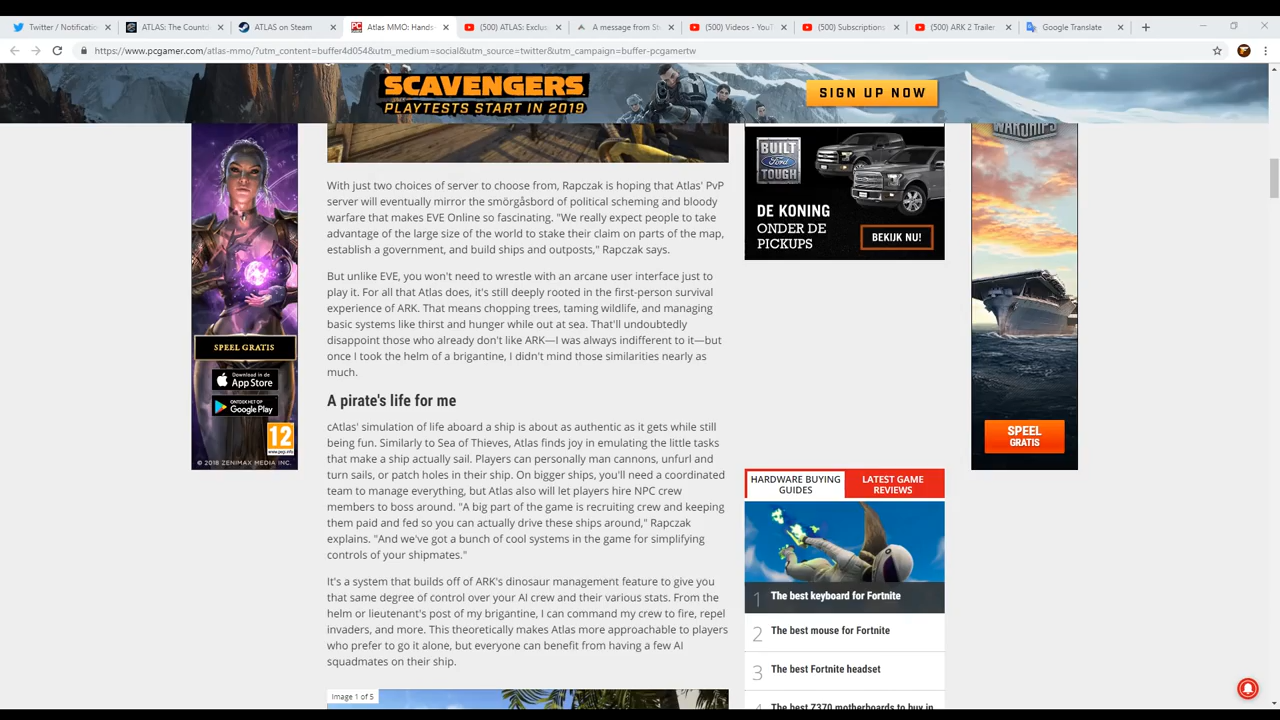 Twitter / Notificatio
ATLAS: The Countd
ATLAS on Steam
Atlas MMO: Hands-
(500) ATLAS: Exclus
A message from St
(500) Videos - YouT
(500) Subscriptions
(500) ARK 2 Trailer
Google Translate
https://www.pcgamer.com/atlas-mmo/?utm_content=buffer4d054&utm_medium=social&utm_source=twitter&utm_campaign=buffer-pcgamertw
SCAVENGERS
PLAYTESTS START IN 2019
SIGN UP NOW
With just two choices of server to choose from, Rapczak is hoping that Atlas' PvP
server will eventually mirror the smörgåsbord of political scheming and bloody
warfare that makes EVE Online so fascinating. "We really expect people to take
advantage of the large size of the world to stake their claim on parts of the map,
establish a government, and build ships and outposts," Rapczak says.
But unlike EVE, you won't need to wrestle with an arcane user interface just to
play it. For all that Atlas does, it's still deeply rooted in the first-person survival
experience of ARK. That means chopping trees, taming wildlife, and managing
basic systems like thirst and hunger while out at sea. That'll undoubtedly
disappoint those who already don't like ARK—I was always indifferent to it—but
once I took the helm of a brigantine, I didn't mind those similarities nearly as
much.
A pirate's life for me
cAtlas' simulation of life aboard a ship is about as authentic as it gets while still
being fun. Similarly to Sea of Thieves, Atlas finds joy in emulating the little tasks
that make a ship actually sail. Players can personally man cannons, unfurl and
turn sails, or patch holes in their ship. On bigger ships, you'll need a coordinated
team to manage everything, but Atlas also will let players hire NPC crew
members to boss around. "A big part of the game is recruiting crew and keeping
them paid and fed so you can actually drive these ships around," Rapczak
explains. "And we've got a bunch of cool systems in the game for simplifying
controls of your shipmates."
It's a system that builds off of ARK's dinosaur management feature to give you
that same degree of control over your AI crew and their various stats. From the
helm or lieutenant's post of my brigantine, I can command my crew to fire, repel
invaders, and more. This theoretically makes Atlas more approachable to players
who prefer to go it alone, but everyone can benefit from having a few AI
squadmates on their ship.
Image 1 of 5
SPEEL GRATIS
Download in de
App Store
ONTDEK HET OP
Google Play
12
www.pegi.info
© 2018 ZENIMAX MEDIA INC.
BUILT
Ford
TOUGH
DE KONING
ONDER DE
PICKUPS
BEKIJK NU!
WARSHIPS
SPEEL
GRATIS
HARDWARE BUYING
GUIDES
LATEST GAME
REVIEWS
1 The best keyboard for Fortnite
2 The best mouse for Fortnite
3 The best Fortnite headset
4 The best Z370 motherboards to buy in